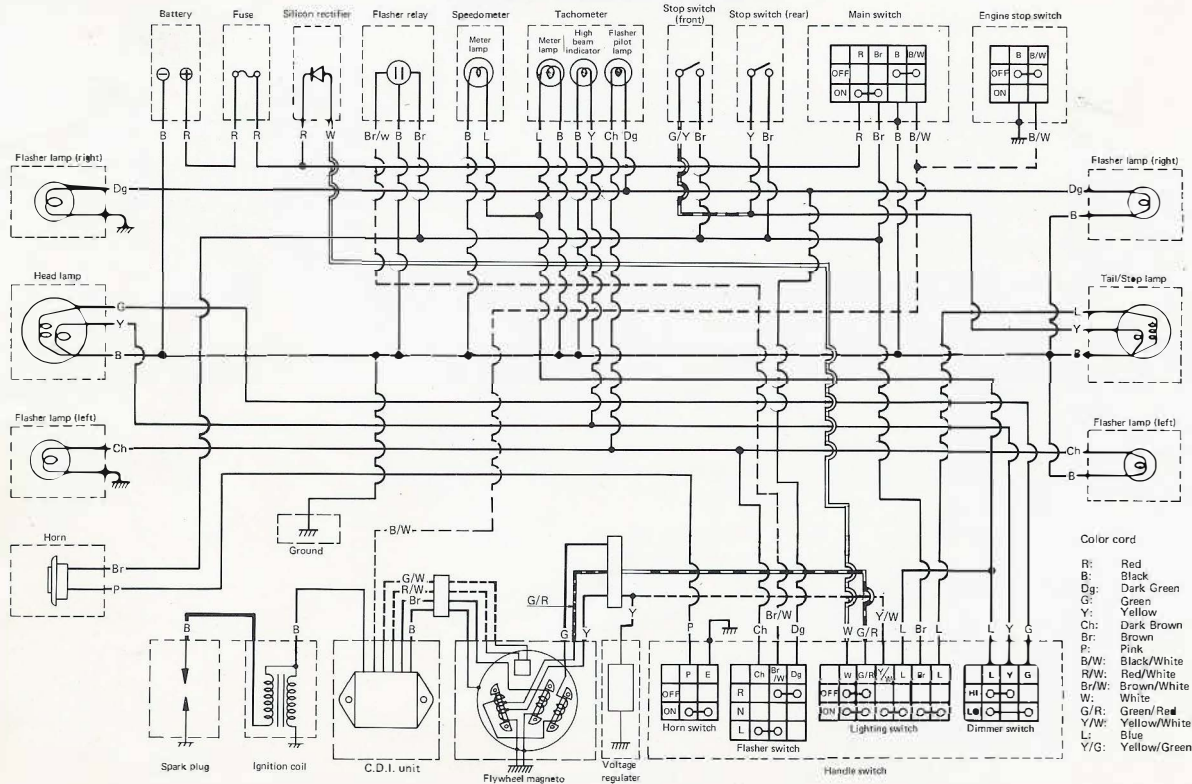 Battery Fuse Silicon rectifier Flasher relay Speedometer Tachometer Stop switch (front) Stop switch (rear) Main switch Engine stop switch
Meter lamp
Meter lamp
High beam indicator
Flasher pilot lamp
R Br B B/W
OFF
ON
B B/W
OFF
ON
B R R R R W Br/w B Br B L L B B Y Ch Dg G/Y Br Y Br R Br B B/W B/W
Flasher lamp (right)
Dg
Flasher lamp (right)
Dg
B
Head lamp
G
Y
B
Tail/Stop lamp
L
Y
B
Flasher lamp (left)
Ch
Flasher lamp (left)
Ch
B
Ground
B/W
Horn
Br
P
G/W
R/W
Br
B
G/R
G Y
Y
B B
P Ch Br/W Dg W G/R Y/W L Br L L Y G
P E
OFF
ON
Horn switch
Ch Br/W Dg
R
N
L
Flasher switch
W G/R Y/W L Br L
OFF
ON
Lighting switch
L Y G
HI
LO
Dimmer switch
Spark plug Ignition coil C.D.I. unit Flywheel magneto Voltage regulater Handle switch
Color cord
R: Red
B: Black
Dg: Dark Green
G: Green
Y: Yellow
Ch: Dark Brown
Br: Brown
P: Pink
B/W: Black/White
R/W: Red/White
Br/W: Brown/White
W: White
G/R: Green/Red
Y/W: Yellow/White
L: Blue
Y/G: Yellow/Green